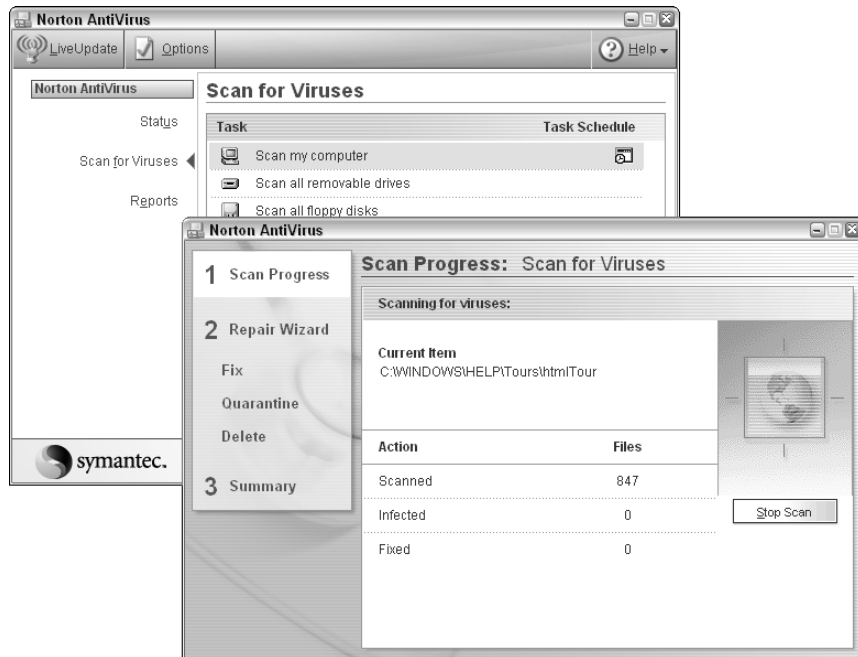 Norton AntiVirus
LiveUpdate Options Help
Norton AntiVirus
Scan for Viruses
Status
Task Task Schedule
Scan for Viruses
Scan my computer
Scan all removable drives
Reports
Scan all floppy disks
symantec.
Norton AntiVirus
1 Scan Progress
2 Repair Wizard
Fix
Quarantine
Delete
3 Summary
Scan Progress: Scan for Viruses
Scanning for viruses:
Current Item
C:\WINDOWS\HELP\Tours\htmlTour
Action Files
Scanned 847
Infected 0
Fixed 0
Stop Scan